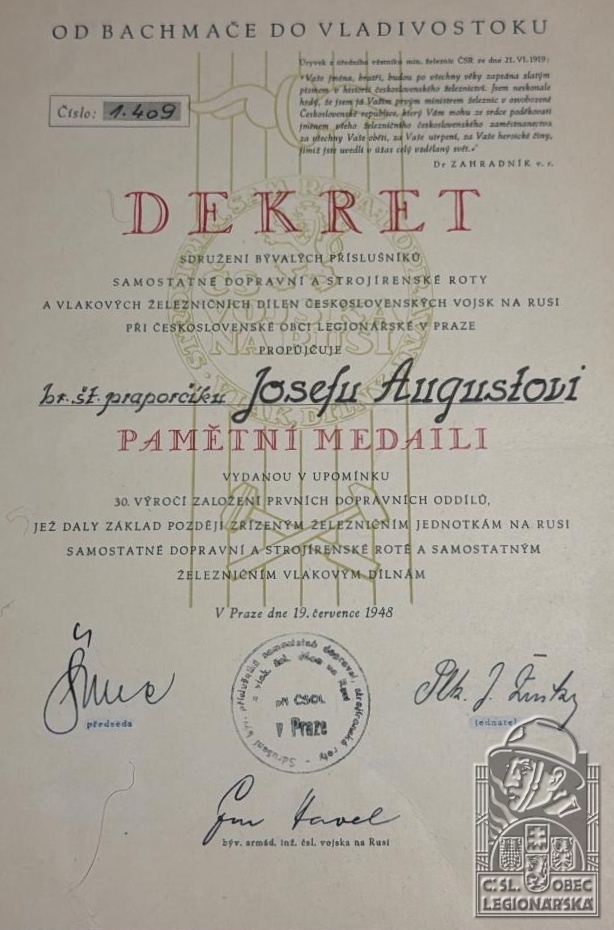 OD BACHMAČE DO VLADIVOSTOKU
Úryvek z úředního věstníku min. železnic ČSR ze dne 21. VI. 1919:
»Vaše jména, bratři, budou po všechny věky zapsána zlatým
písmem v historii československého železnictví. Jsem neskonale
hrdý, že jsem já Vaším prvým ministrem železnic v osvobozené
Československé republice, který Vám mohu ze srdce poděkovati
jménem všeho železničního československého zaměstnanectva
za všechny Vaše oběti, za Vaše utrpení, za Vaše heroické činy,
jimiž jste uvedli v úžas celý vzdělaný svět.«
Dr ZAHRADNÍK v. r.
Číslo: 1.409
DEKRET
SDRUŽENÍ BÝVALÝCH PŘÍSLUŠNÍKŮ
SAMOSTATNÉ DOPRAVNÍ A STROJÍRENSKÉ ROTY
A VLAKOVÝCH ŽELEZNIČNÍCH DÍLEN ČESKOSLOVENSKÝCH VOJSK NA RUSI
PŘI ČESKOSLOVENSKÉ OBCI LEGIONÁŘSKÉ V PRAZE
PROPŮJČUJE
br. št. praporčíku Josefu Augustovi
PAMĚTNÍ MEDAILI
VYDANOU V UPOMÍNKU
30. VÝROČÍ ZALOŽENÍ PRVNÍCH DOPRAVNÍCH ODDÍLŮ,
JEŽ DALY ZÁKLAD POZDĚJI ZŘÍZENÝM ŽELEZNIČNÍM JEDNOTKÁM NA RUSI
SAMOSTATNÉ DOPRAVNÍ A STROJÍRENSKÉ ROTĚ A SAMOSTATNÝM
ŽELEZNIČNÍM VLAKOVÝM DÍLNÁM
V Praze dne 19. července 1948
při ČSOL
v Praze
předseda
Plk. J.
jednatel
Gen Havel
býv. armád. inž. čsl. vojska na Rusi
Č.SL. OBEC
LEGIONÁŘSKÁ